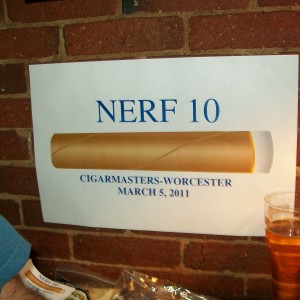 NERF 10
CIGARMASTERS-WORCESTER
MARCH 5, 2011